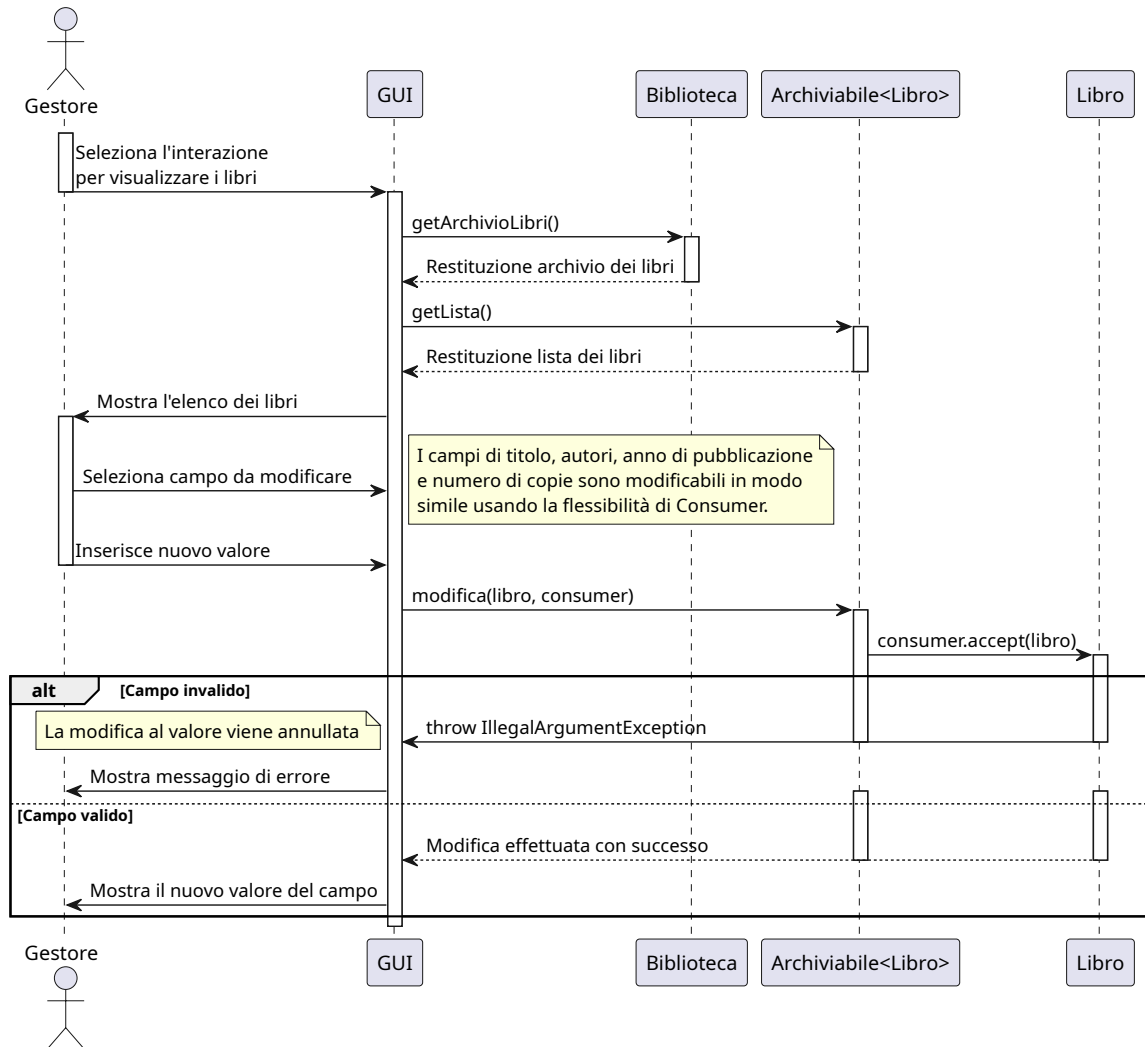 Gestore
GUI
Biblioteca
Archiviabile<Libro>
Libro
Seleziona l'interazione
per visualizzare i libri
getArchivioLibri()
Restituzione archivio dei libri
getLista()
Restituzione lista dei libri
Mostra l'elenco dei libri
I campi di titolo, autori, anno di pubblicazione
e numero di copie sono modificabili in modo
simile usando la flessibilità di Consumer.
Seleziona campo da modificare
Inserisce nuovo valore
modifica(libro, consumer)
consumer.accept(libro)
alt
[Campo invalido]
La modifica al valore viene annullata
throw IllegalArgumentException
Mostra messaggio di errore
[Campo valido]
Modifica effettuata con successo
Mostra il nuovo valore del campo
Gestore
GUI
Biblioteca
Archiviabile<Libro>
Libro